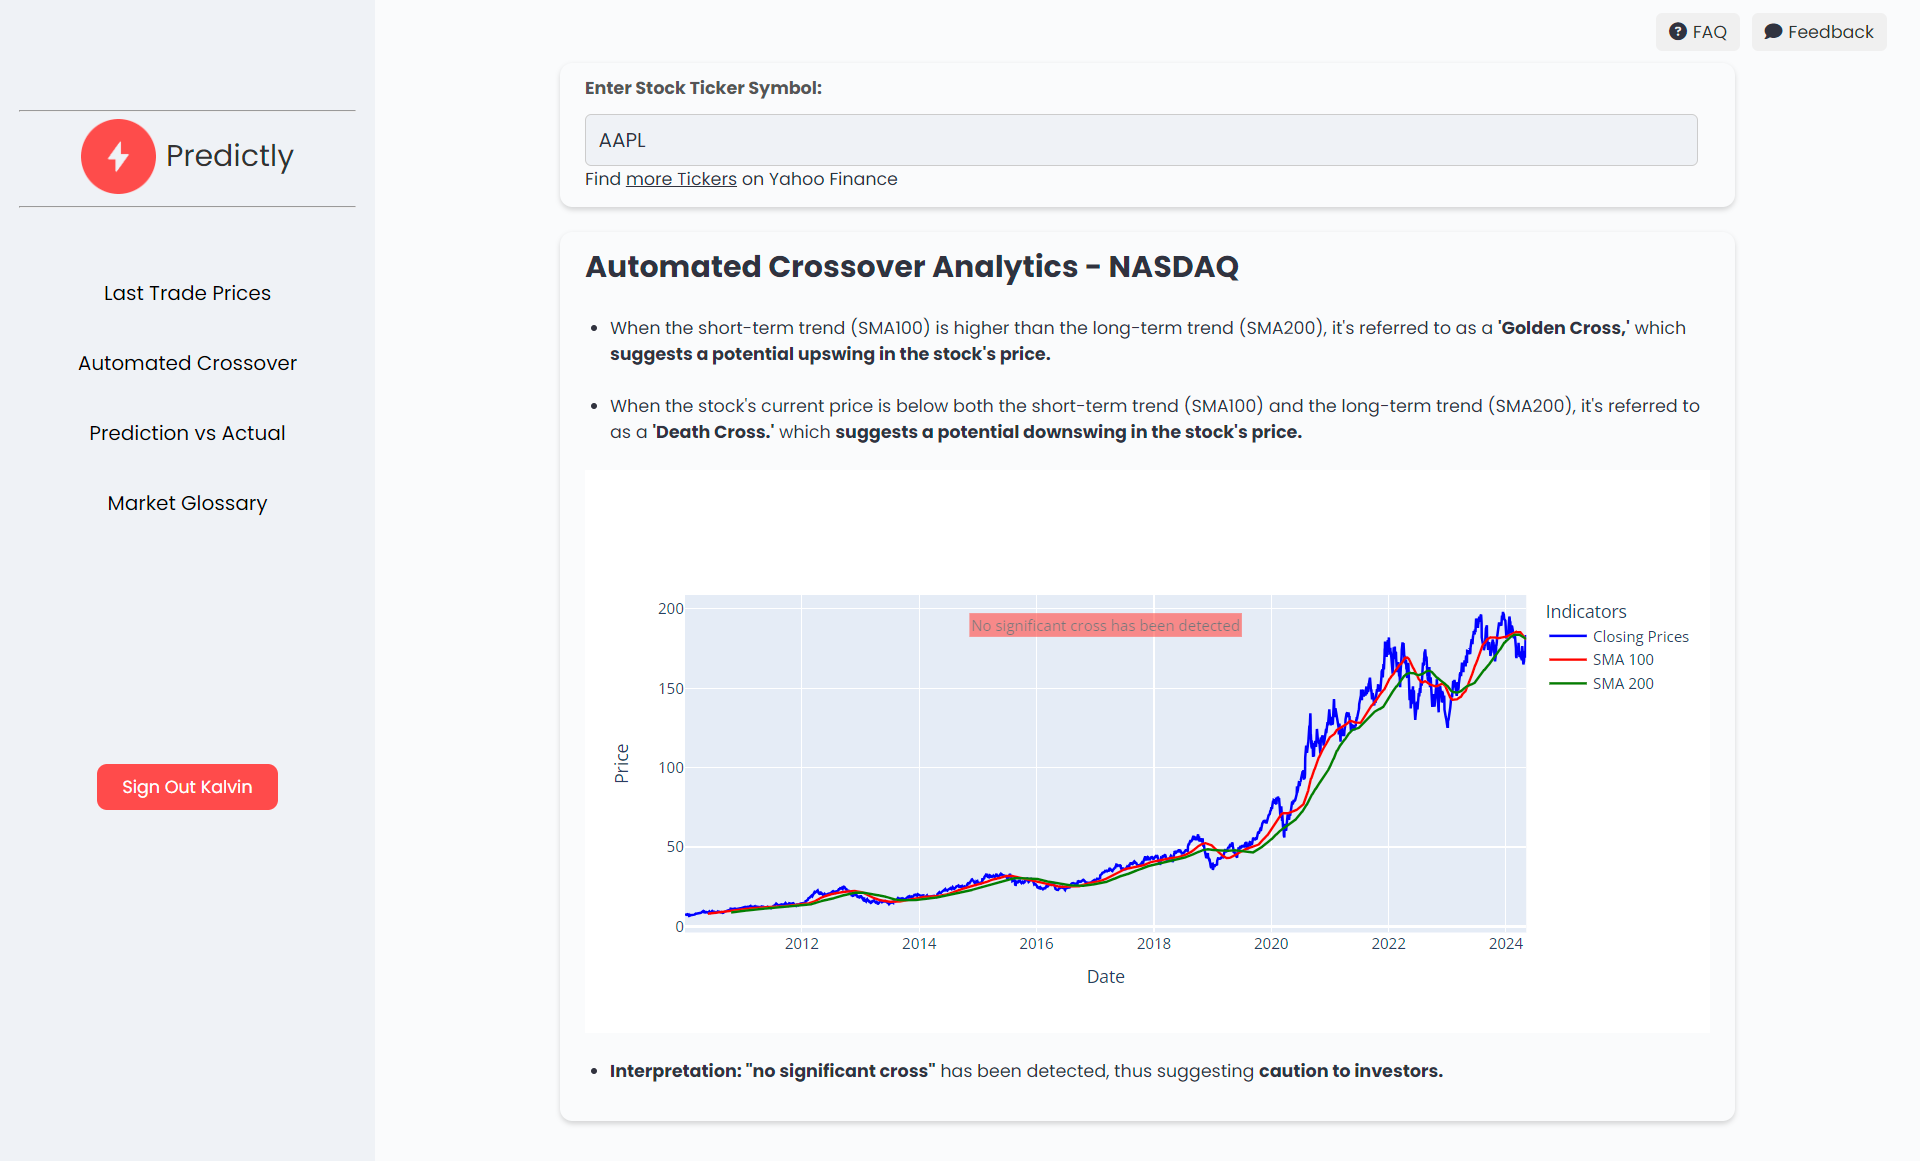 FAQ
Feedback
Predictly
Last Trade Prices
Automated Crossover
Prediction vs Actual
Market Glossary
Sign Out Kalvin
Enter Stock Ticker Symbol:
AAPL
Find more Tickers on Yahoo Finance
Automated Crossover Analytics - NASDAQ
• When the short-term trend (SMA100) is higher than the long-term trend (SMA200), it's referred to as a 'Golden Cross,' which
suggests a potential upswing in the stock's price.
• When the stock's current price is below both the short-term trend (SMA100) and the long-term trend (SMA200), it's referred to
as a 'Death Cross.' which suggests a potential downswing in the stock's price.
No significant cross has been detected
200
150
100
50
0
Price
2012 2014 2016 2018 2020 2022 2024
Date
Indicators
Closing Prices
SMA 100
SMA 200
• Interpretation: "no significant cross" has been detected, thus suggesting caution to investors.